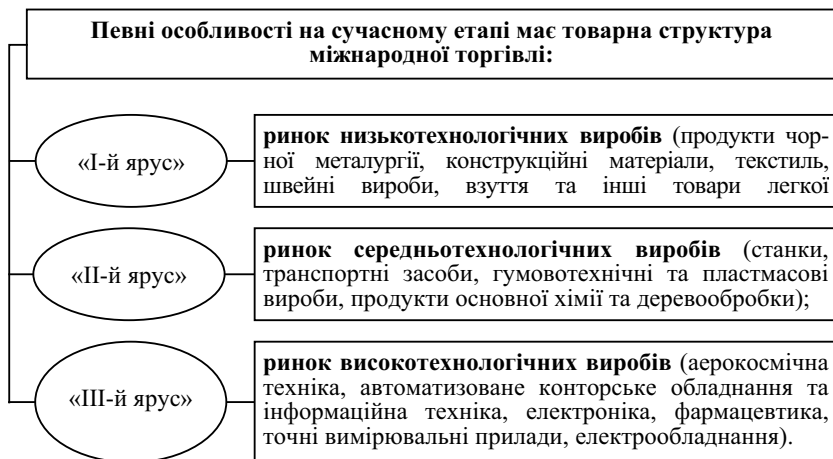 Певні особливості на сучасному етапі має товарна структура
міжнародної торгівлі:
«І-й ярус»
ринок низькотехнологічних виробів (продукти чор-
ної металургії, конструкційні матеріали, текстиль,
швейні вироби, взуття та інші товари легкої
«ІІ-й ярус»
ринок середньотехнологічних виробів (станки,
транспортні засоби, гумовотехнічні та пластмасові
вироби, продукти основної хімії та деревообробки);
«ІІІ-й ярус»
ринок високотехнологічних виробів (аерокосмічна
техніка, автоматизоване конторське обладнання та
інформаційна техніка, електроніка, фармацевтика,
точні вимірювальні прилади, електрообладнання).